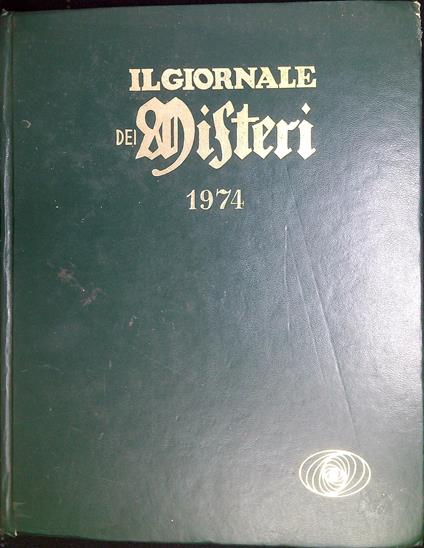 IL GIORNALE
DEI Misteri
1974